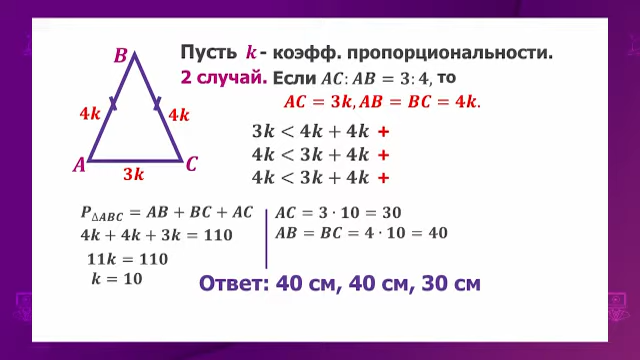 Пусть k - коэфф. пропорциональности.
2 случай. Если AC: AB = 3: 4, то
AC = 3k, AB = BC = 4k.
B
4k
4k
A
C
3k
3k < 4k + 4k +
4k < 3k + 4k +
4k < 3k + 4k +
P△ABC = AB + BC + AC
4k + 4k + 3k = 110
11k = 110
k = 10
AC = 3 · 10 = 30
AB = BC = 4 · 10 = 40
Ответ: 40 см, 40 см, 30 см